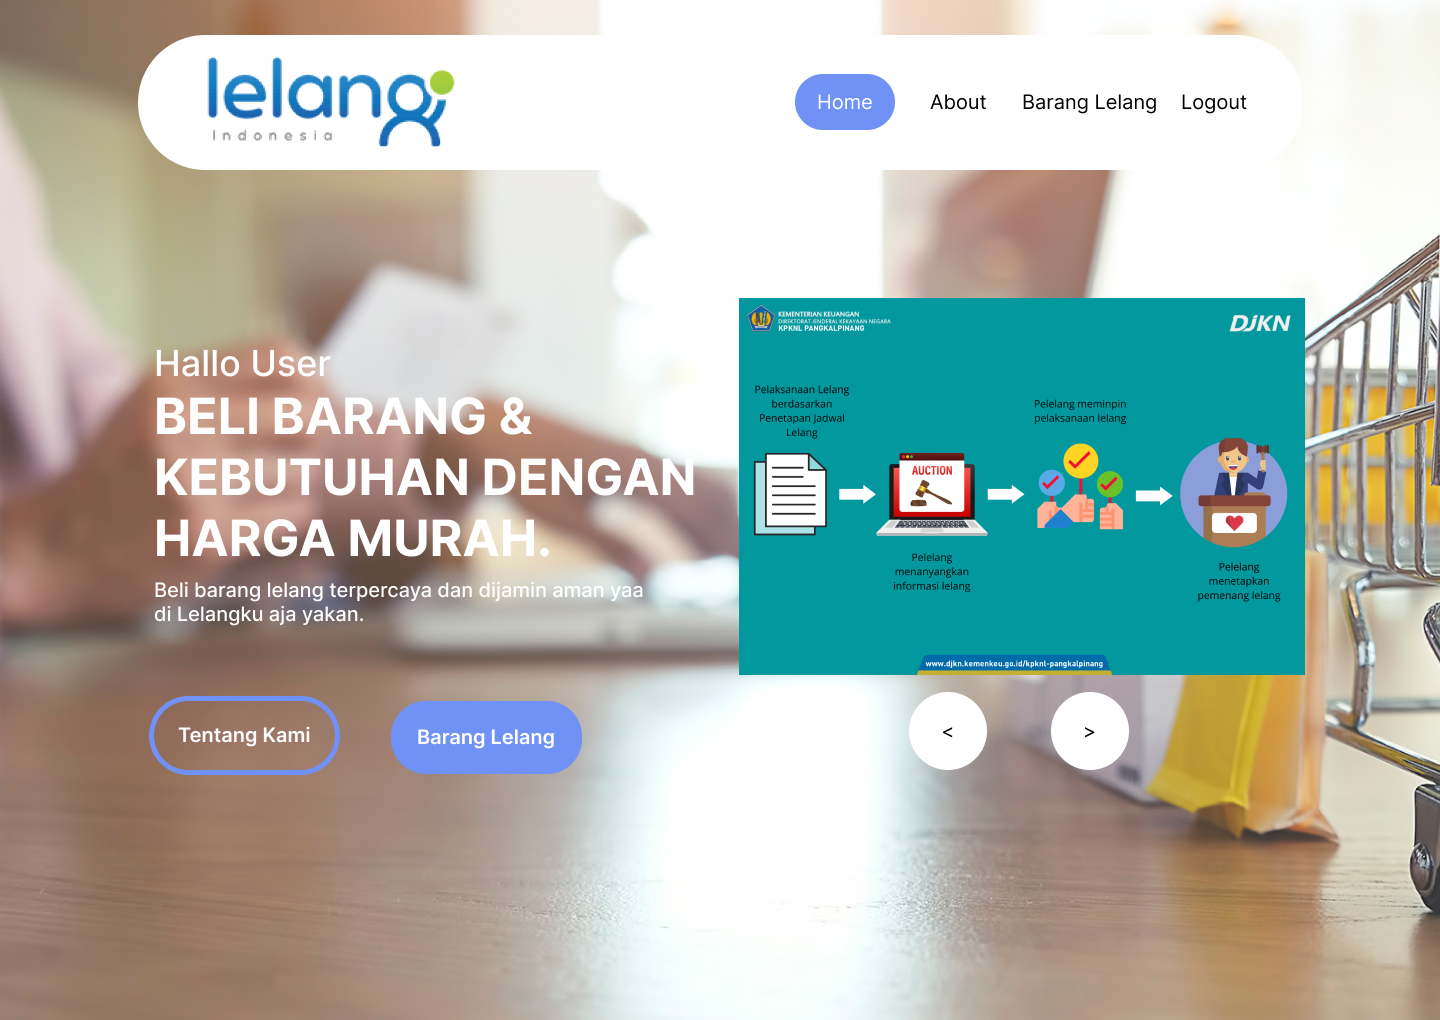 lelang
Indonesia
Home
About
Barang Lelang
Logout
Hallo User
BELI BARANG &
KEBUTUHAN DENGAN
HARGA MURAH.
Beli barang lelang terpercaya dan dijamin aman yaa
di Lelangku aja yakan.
Tentang Kami
Barang Lelang
KEMENTERIAN KEUANGAN
DIREKTORAT JENDERAL KEKAYAAN NEGARA
KPKNL PANGKALPINANG
DJKN
Pelaksanaan Lelang
berdasarkan
Penetapan Jadwal
Lelang
AUCTION
Pelelang
menanyangkan
informasi lelang
Pelelang meminpin
pelaksanaan lelang
Pelelang
menetapkan
pemenang lelang
www.djkn.kemenkeu.go.id/kpknl-pangkalpinang
<
>